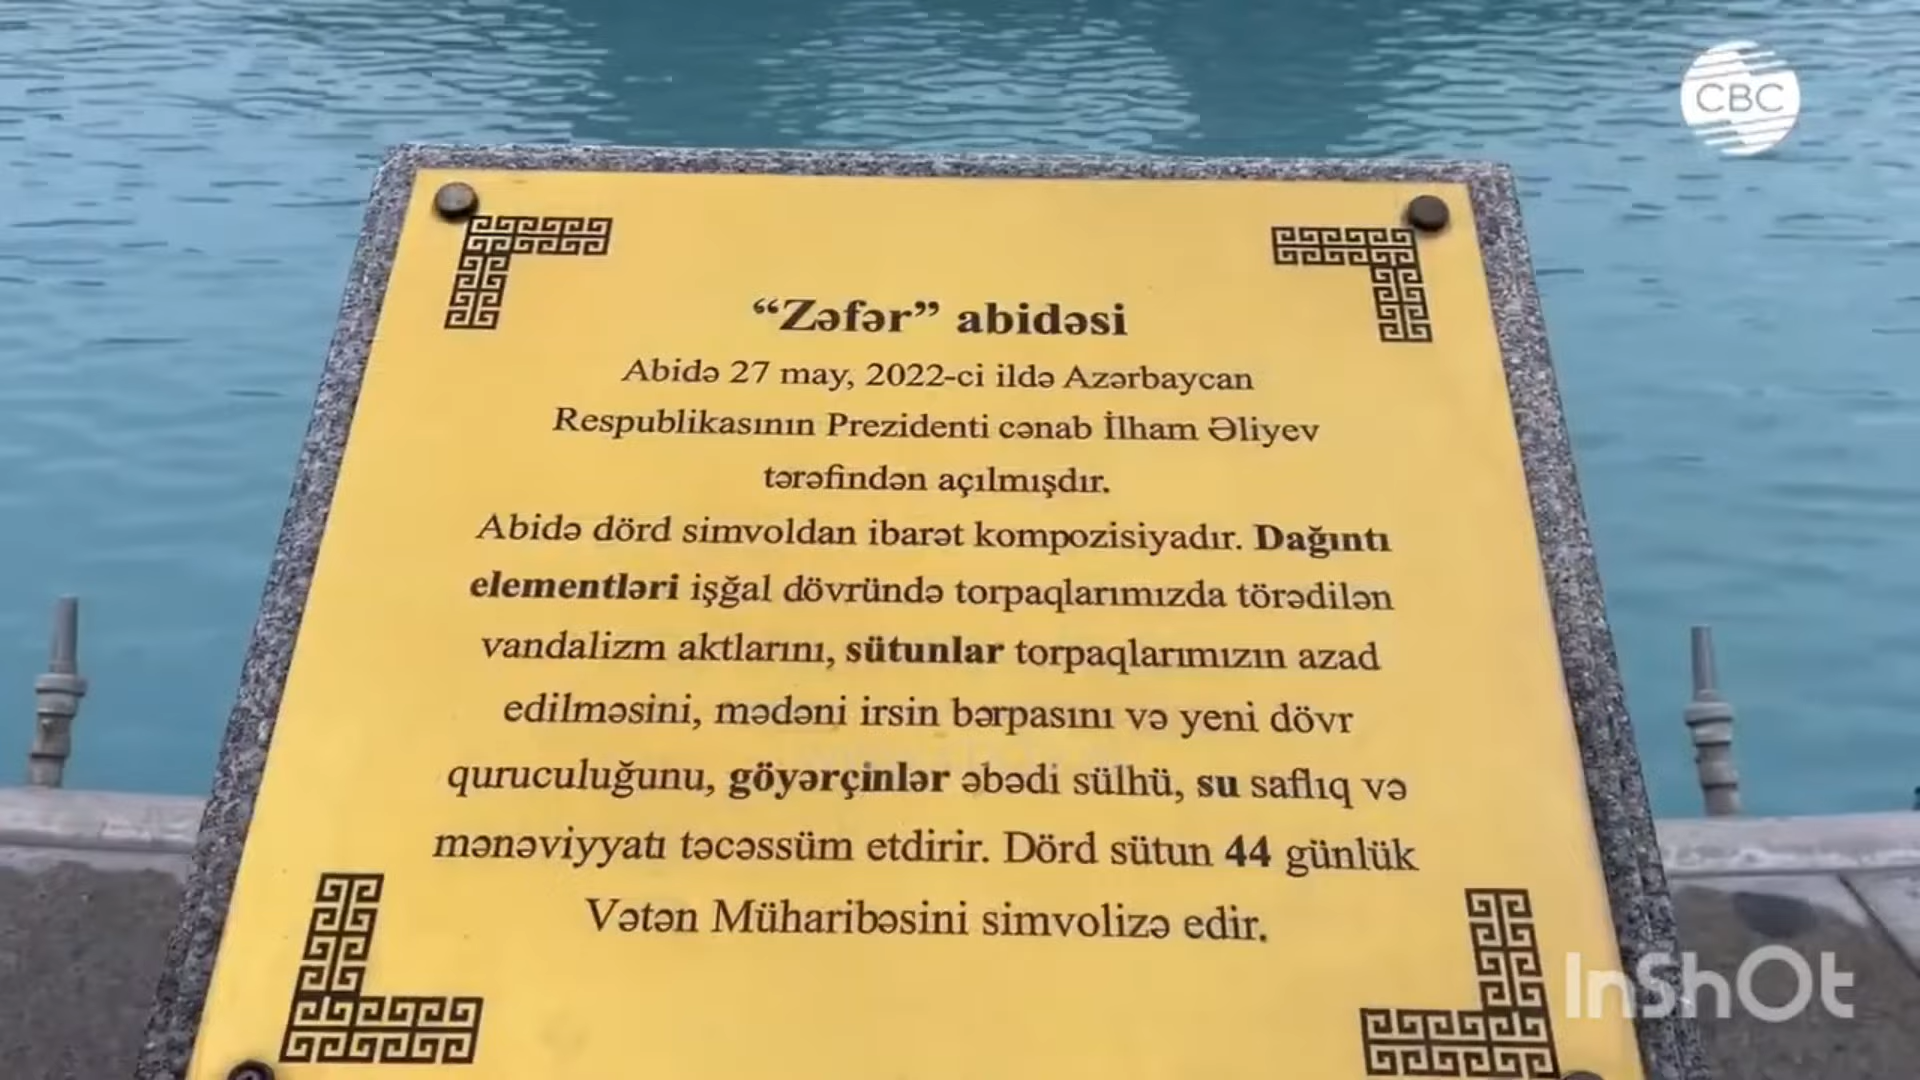 CBC
“Zəfər” abidəsi
Abidə 27 may, 2022-ci ildə Azərbaycan
Respublikasının Prezidenti cənab İlham Əliyev
tərəfindən açılmışdır.
Abidə dörd simvoldan ibarət kompozisiyadır. Dağıntı
elementləri işğal dövründə torpaqlarımızda törədilən
vandalizm aktlarını, sütunlar torpaqlarımızın azad
edilməsini, mədəni irsin bərpasını və yeni dövr
quruculuğunu, göyərçinlər əbədi sülhü, su saflıq və
mənəviyyatı təcəssüm etdirir. Dörd sütun 44 günlük
Vətən Müharibəsini simvolizə edir.
InShOt